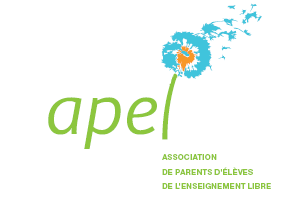 apel
ASSOCIATION
DE PARENTS D'ÉLÈVES
DE L'ENSEIGNEMENT LIBRE